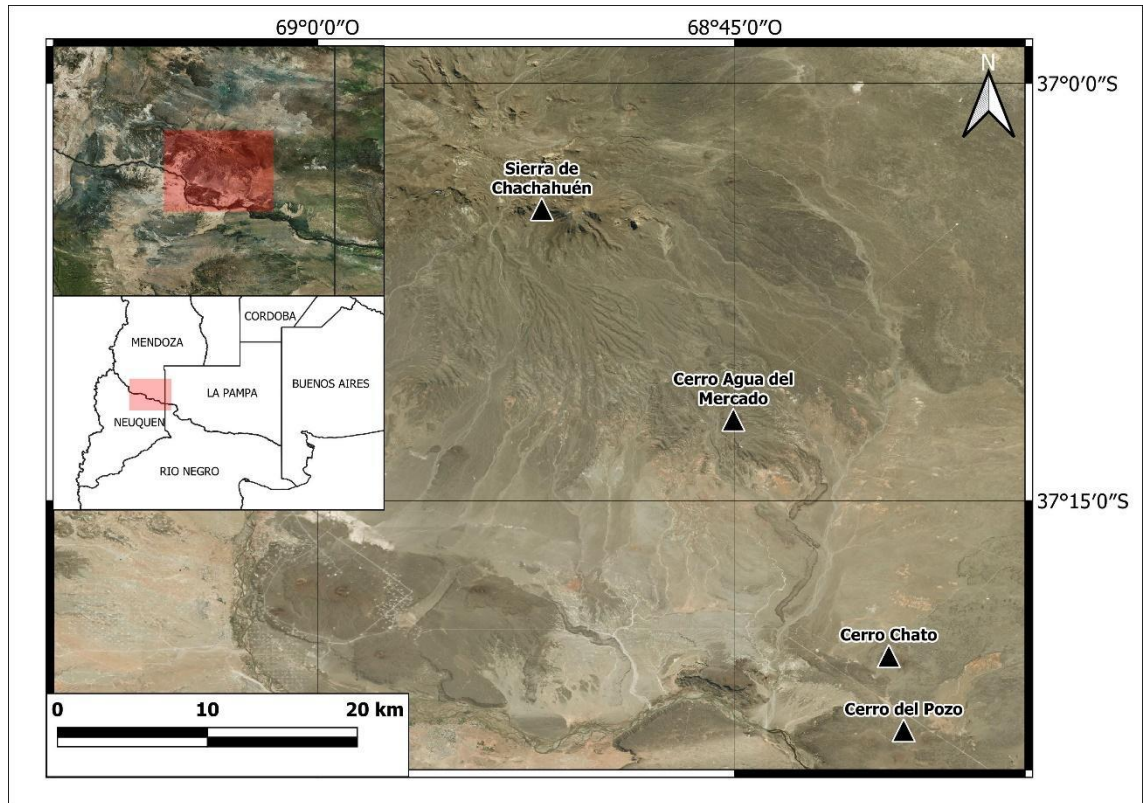 69°0′0″O
68°45′0″O
N
37°0′0″S
Sierra de
Chachahuén
CORDOBA
MENDOZA
BUENOS AIRES
LA PAMPA
NEUQUEN
RIO NEGRO
Cerro Agua del
Mercado
37°15′0″S
Cerro Chato
Cerro del Pozo
0
10
20 km